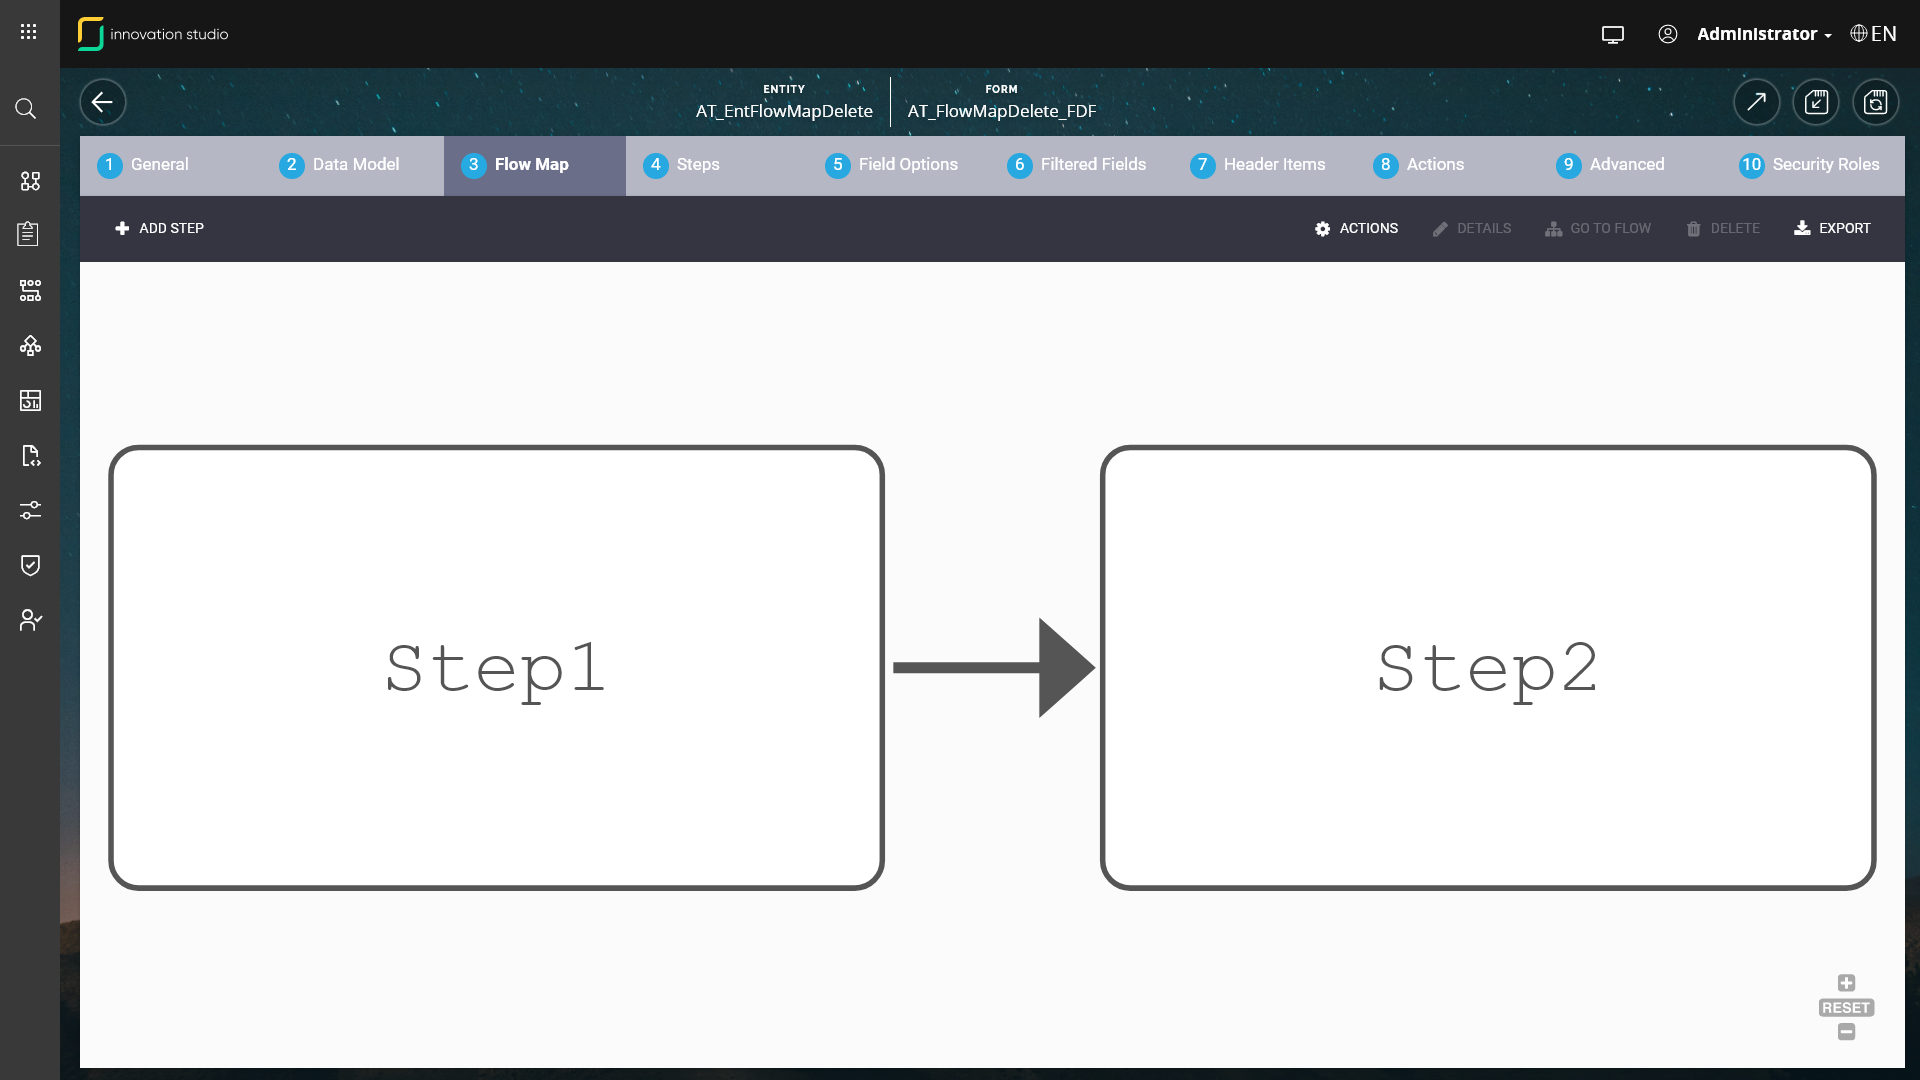 innovation studio
Administrator
EN
ENTITY
AT_EntFlowMapDelete
FORM
AT_FlowMapDelete_FDF
1 General
2 Data Model
3 Flow Map
4 Steps
5 Field Options
6 Filtered Fields
7 Header Items
8 Actions
9 Advanced
10 Security Roles
ADD STEP
ACTIONS
DETAILS
GO TO FLOW
DELETE
EXPORT
Step1
Step2
RESET